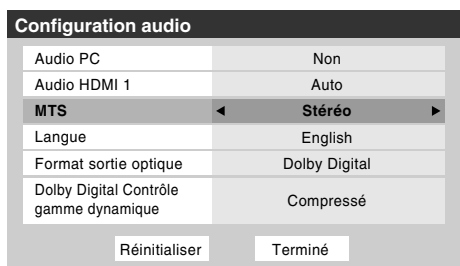 Configuration audio
Audio PC Non
Audio HDMI 1 Auto
MTS Stéréo
Langue English
Format sortie optique Dolby Digital
Dolby Digital Contrôle
gamme dynamique Compressé
Réinitialiser Terminé